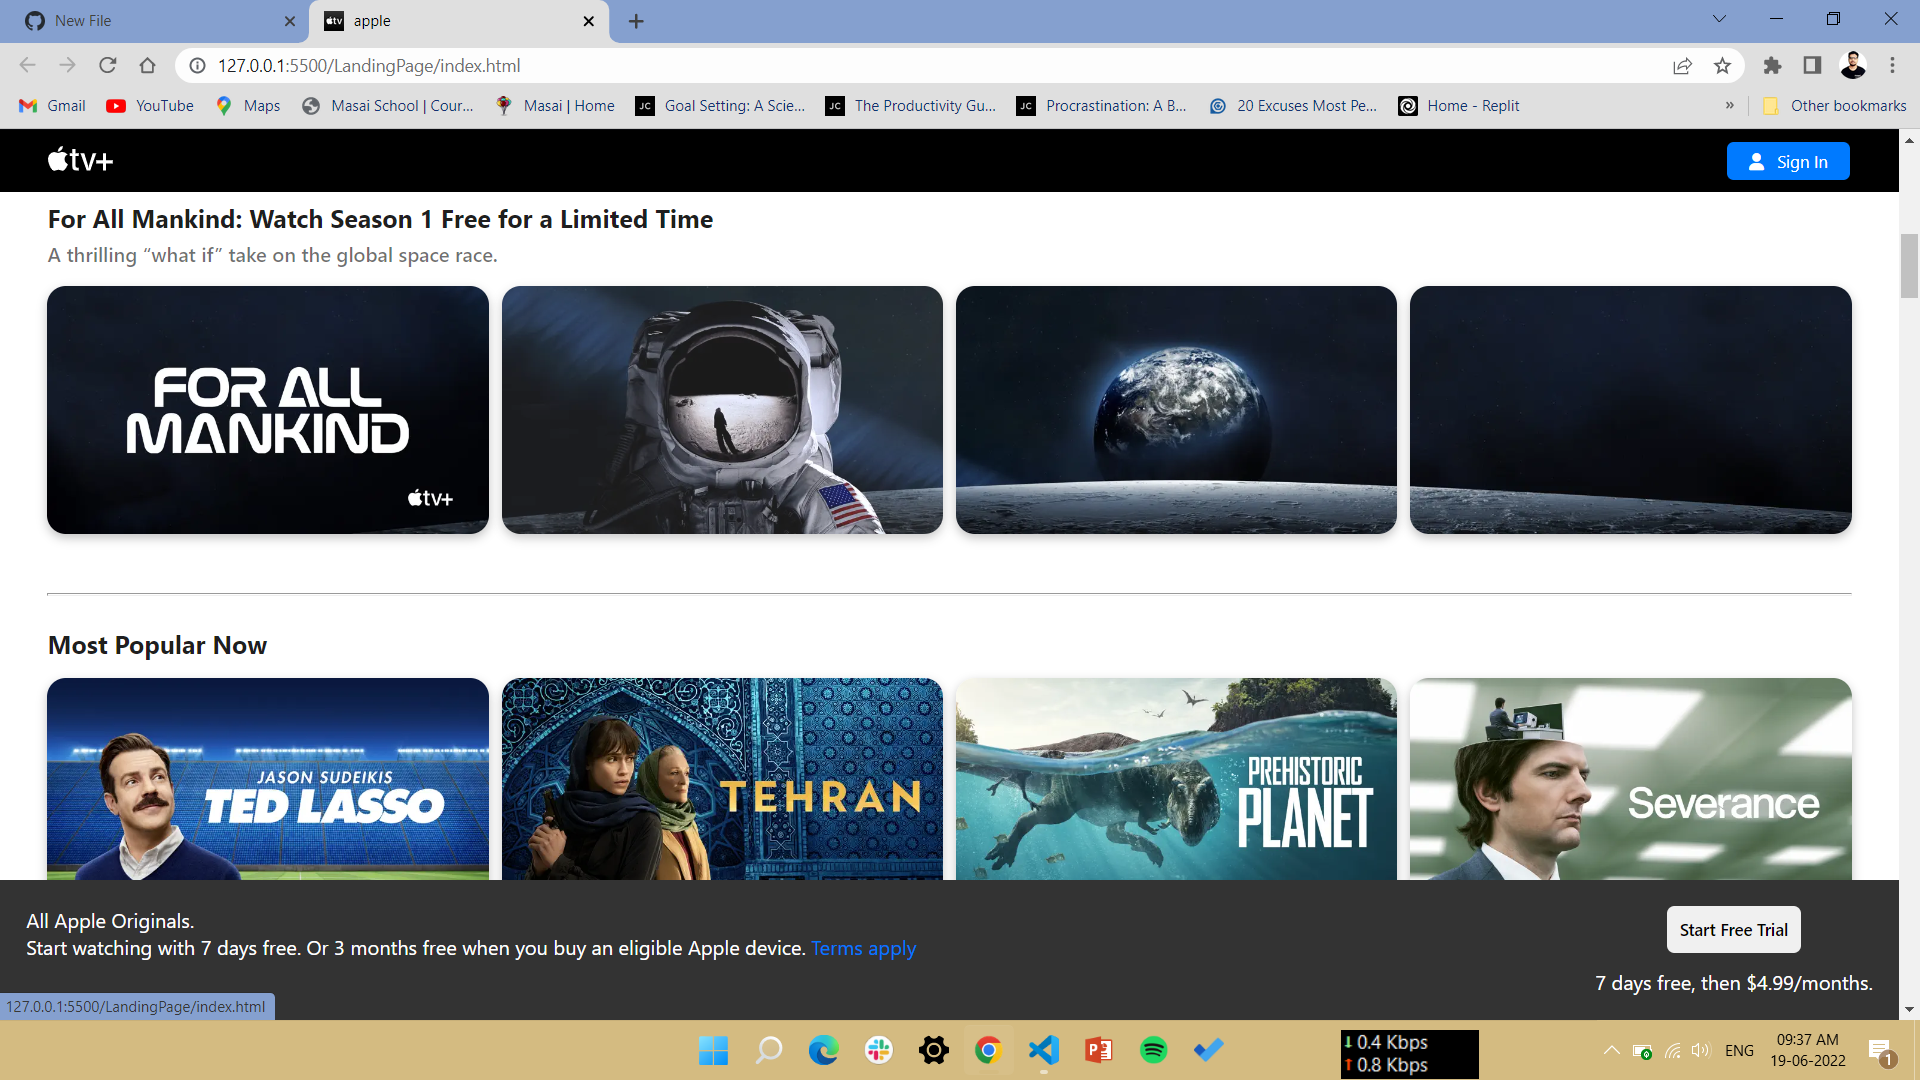 New File
tv apple
127.0.0.1:5500/LandingPage/index.html
Gmail YouTube Maps Masai School | Cour... Masai | Home JC Goal Setting: A Scie... JC The Productivity Gu... JC Procrastination: A B... 20 Excuses Most Pe... Home - Replit » Other bookmarks
tv+ Sign In
For All Mankind: Watch Season 1 Free for a Limited Time
A thrilling “what if” take on the global space race.
FOR ALL
MANKIND
tv+
Most Popular Now
JASON SUDEIKIS
TED LASSO
TEHRAN
PREHISTORIC
PLANET
Severance
All Apple Originals.
Start watching with 7 days free. Or 3 months free when you buy an eligible Apple device. Terms apply
Start Free Trial
7 days free, then $4.99/months.
127.0.0.1:5500/LandingPage/index.html
0.4 Kbps
0.8 Kbps
ENG
09:37 AM
19-06-2022
1